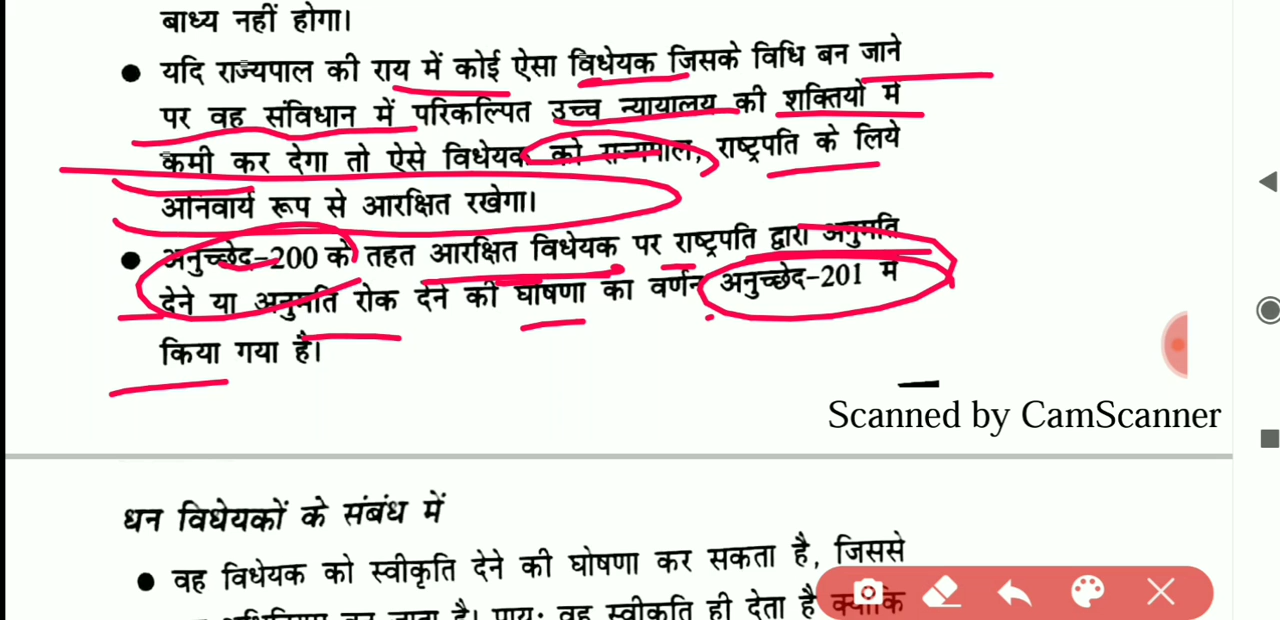 बाध्य नहीं होगा।
● यदि राज्यपाल की राय में कोई ऐसा विधेयक जिसके विधि बन जाने
पर वह संविधान में परिकल्पित उच्च न्यायालय की शक्तियों में
कमी कर देगा तो ऐसे विधेयक को राज्यपाल, राष्ट्रपति के लिये
अनिवार्य रूप से आरक्षित रखेगा।
● अनुच्छेद-200 के तहत आरक्षित विधेयक पर राष्ट्रपति द्वारा अनुमति
देने या अनुमति रोक देने की घोषणा का वर्णन अनुच्छेद-201 में
किया गया है।
Scanned by CamScanner
धन विधेयकों के संबंध में
● वह विधेयक को स्वीकृति देने की घोषणा कर सकता है, जिससे
बन जाता है। प्रायः वह स्वीकृति ही देता है क्योंकि